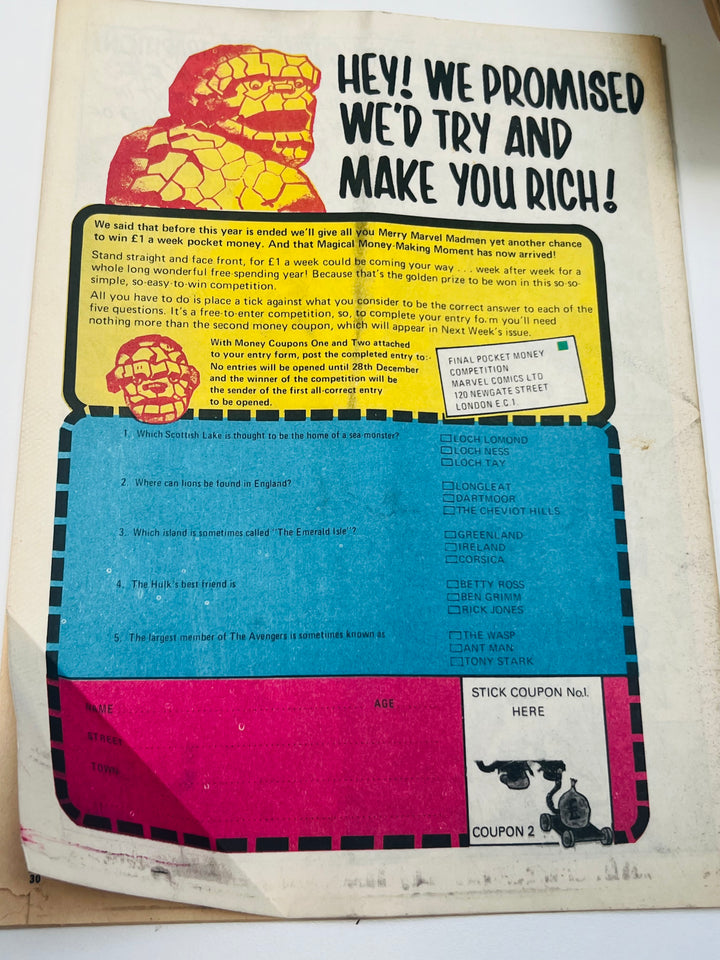 HEY! WE PROMISED
WE'D TRY AND
MAKE YOU RICH!
We said that before this year is ended we'll give all you Merry Marvel Madmen yet another chance
to win £1 a week pocket money. And that Magical Money-Making Moment has now arrived!
Stand straight and face front, for £1 a week could be coming your way . . . week after week for a
whole long wonderful free-spending year! Because that's the golden prize to be won in this so-so-
simple, so-easy-to-win competition.
All you have to do is place a tick against what you consider to be the correct answer to each of the
five questions. It's a free-to-enter competition, so, to complete your entry fo.m you'll need
nothing more than the second money coupon, which will appear in Next Week's issue.
With Money Coupons One and Two attached
to your entry form, post the completed entry to:-
No entries will be opened until 28th December
and the winner of the competition will be
the sender of the first all-correct entry
to be opened.
FINAL POCKET MONEY
COMPETITION
MARVEL COMICS LTD
120 NEWGATE STREET
LONDON E.C.1.
1. Which Scottish Lake is thought to be the home of a sea-monster?
LOCH LOMOND
LOCH NESS
LOCH TAY
2. Where can lions be found in England?
LONGLEAT
DARTMOOR
THE CHEVIOT HILLS
3. Which island is sometimes called "The Emerald Isle"?
GREENLAND
IRELAND
CORSICA
4. The Hulk's best friend is
BETTY ROSS
BEN GRIMM
RICK JONES
5. The largest member of The Avengers is sometimes known as
THE WASP
ANT MAN
TONY STARK
NAME AGE
STREET
TOWN
STICK COUPON No.1.
HERE
COUPON 2
30